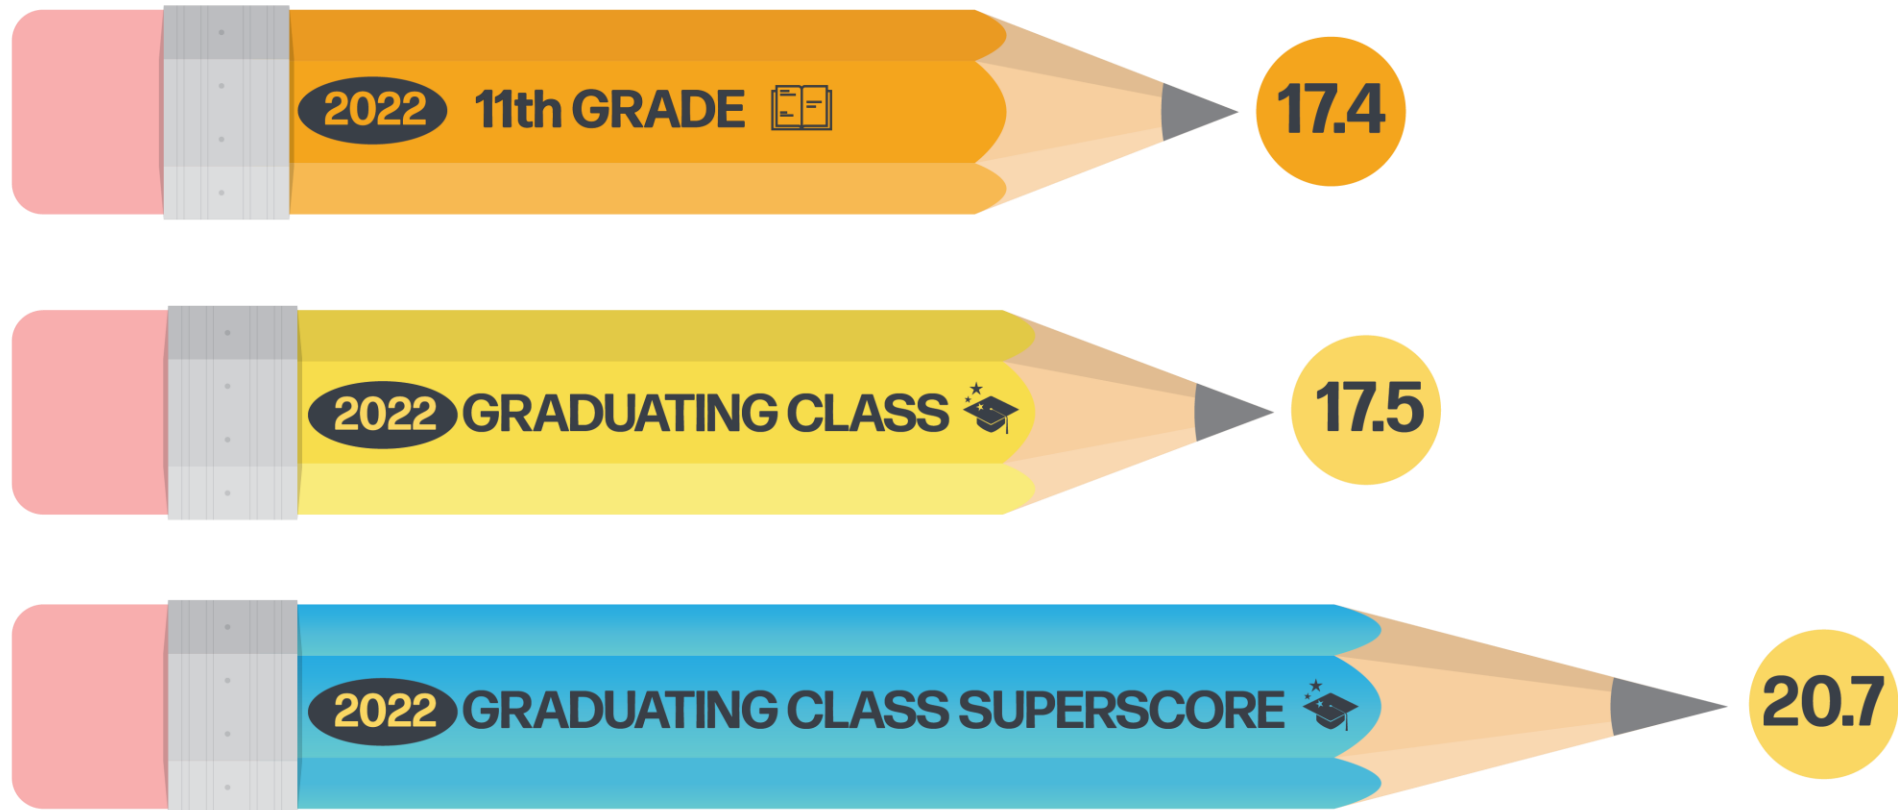 2022 11th GRADE 17.4
2022 GRADUATING CLASS 17.5
2022 GRADUATING CLASS SUPERSCORE 20.7